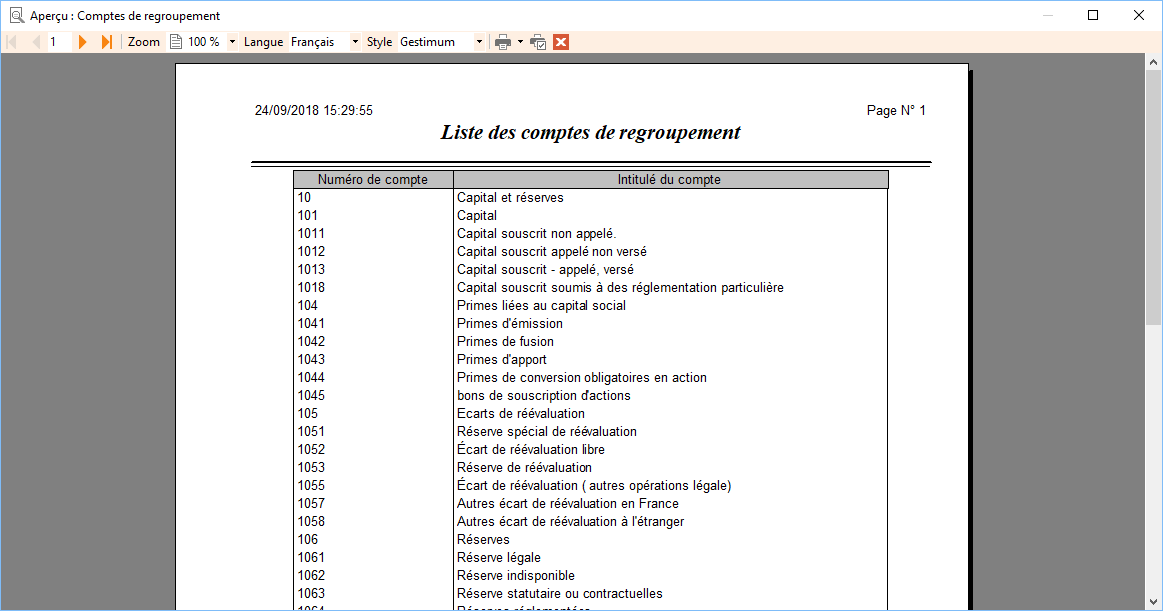 Aperçu : Comptes de regroupement
1 Zoom 100 % Langue Français Style Gestimum
24/09/2018 15:29:55 Page N° 1
Liste des comptes de regroupement
Numéro de compte Intitulé du compte
10 Capital et réserves
101 Capital
1011 Capital souscrit non appelé.
1012 Capital souscrit appelé non versé
1013 Capital souscrit - appelé, versé
1018 Capital souscrit soumis à des réglementation particulière
104 Primes liées au capital social
1041 Primes d'émission
1042 Primes de fusion
1043 Primes d'apport
1044 Primes de conversion obligatoires en action
1045 bons de souscription d'actions
105 Ecarts de réévaluation
1051 Réserve spécial de réévaluation
1052 Écart de réévaluation libre
1053 Réserve de réévaluation
1055 Écart de réévaluation ( autres opérations légale)
1057 Autres écart de réévaluation en France
1058 Autres écart de réévaluation à l'étranger
106 Réserves
1061 Réserve légale
1062 Réserve indisponible
1063 Réserve statutaire ou contractuelles
1064 Réserves réglementées